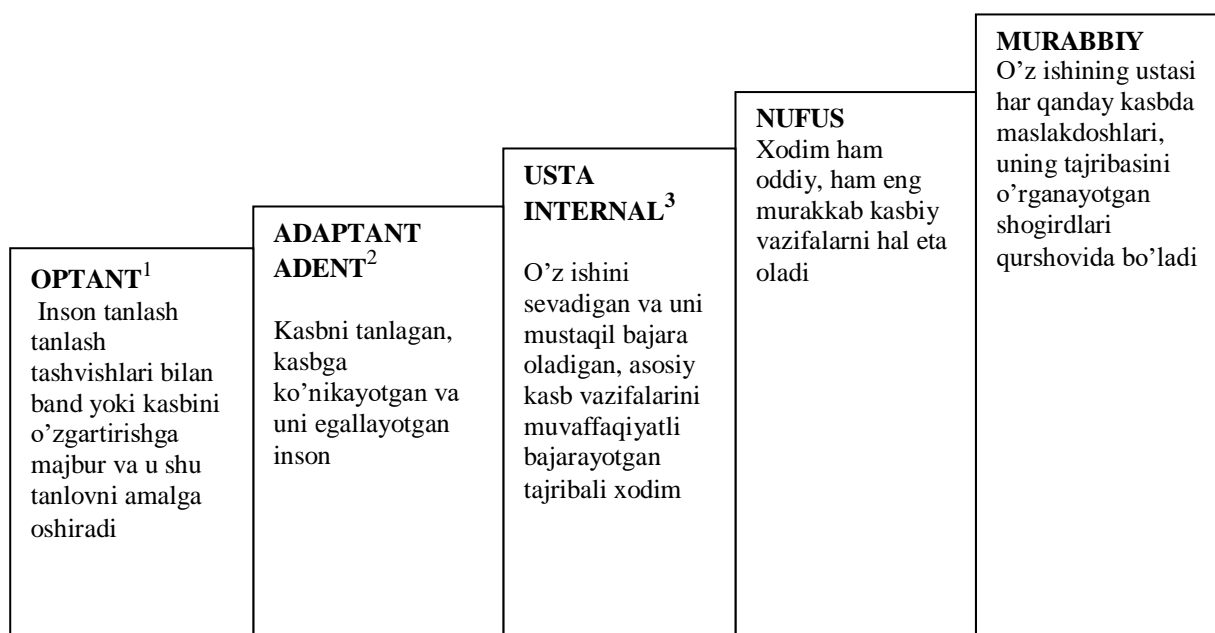 OPTANT¹
Inson tanlash
tanlash
tashvishlari bilan
band yoki kasbini
o’zgartirishga
majbur va u shu
tanlovni amalga
oshiradi
ADAPTANT
ADENT²
Kasbni tanlagan,
kasbga
ko’nikayotgan va
uni egallayotgan
inson
USTA
INTERNAL³
O’z ishini
sevadigan va uni
mustaqil bajara
oladigan, asosiy
kasb vazifalarini
muvaffaqiyatli
bajarayotgan
tajribali xodim
NUFUS
Xodim ham
oddiy, ham eng
murakkab kasbiy
vazifalarni hal eta
oladi
MURABBIY
O’z ishining ustasi
har qanday kasbda
maslakdoshlari,
uning tajribasini
o’rganayotgan
shogirdlari
qurshovida bo’ladi